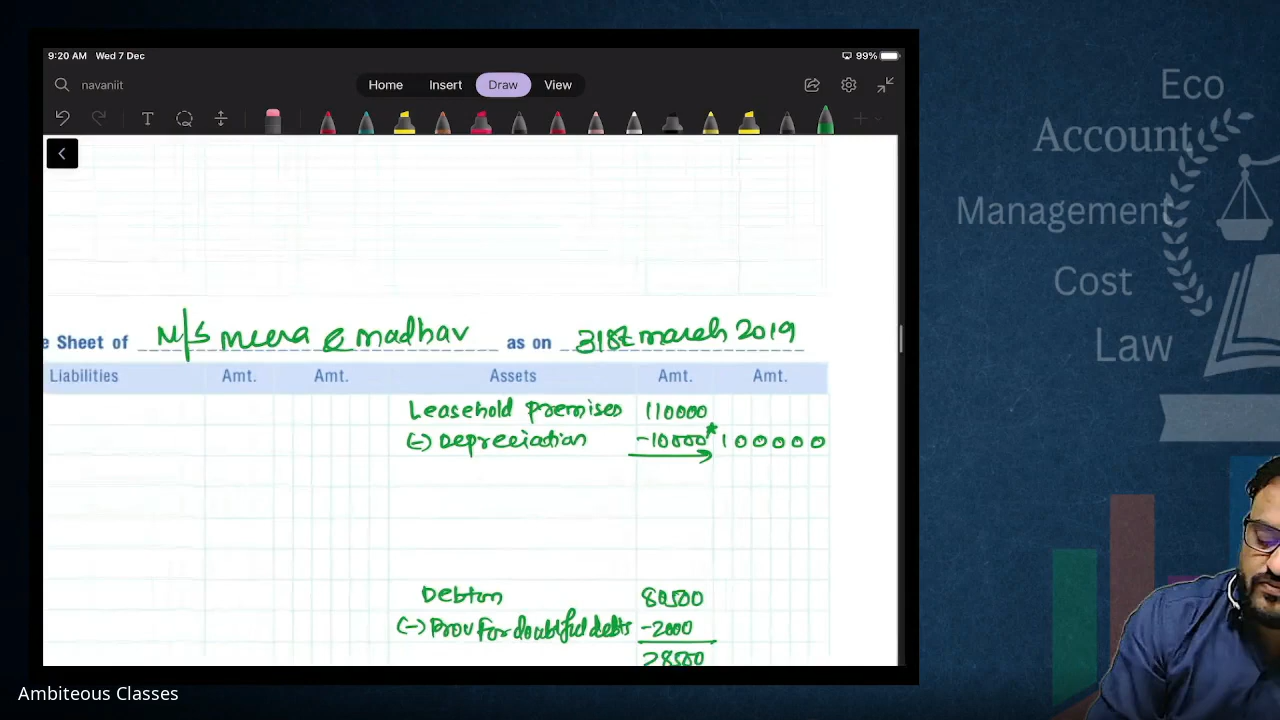 9:20 AM Wed 7 Dec 99%
navaniit Home Insert Draw View
Eco
Account
Management
Cost
Law
e Sheet of M/S meera & madhav as on 31st march 2019
Liabilities Amt. Amt. Assets Amt. Amt.
Leasehold premises 110000
(-) Depreciation -10000* 100000
Debtors 80500
(-) Prov for doubtful debts -2000
28500
Ambiteous Classes